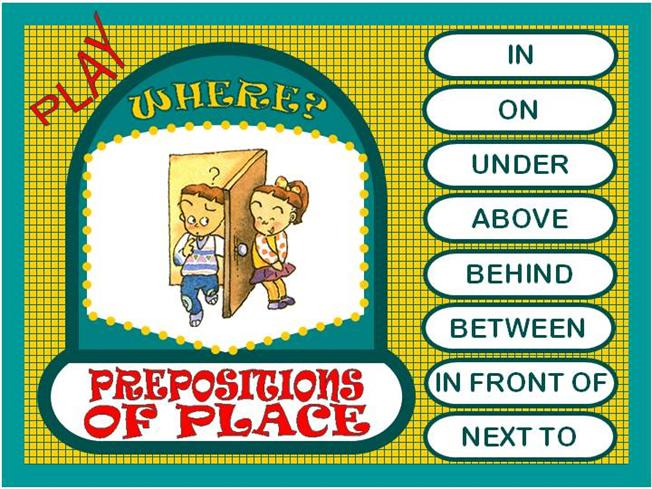 PLAY
WHERE?
?
PREPOSITIONS
OF PLACE
IN
ON
UNDER
ABOVE
BEHIND
BETWEEN
IN FRONT OF
NEXT TO